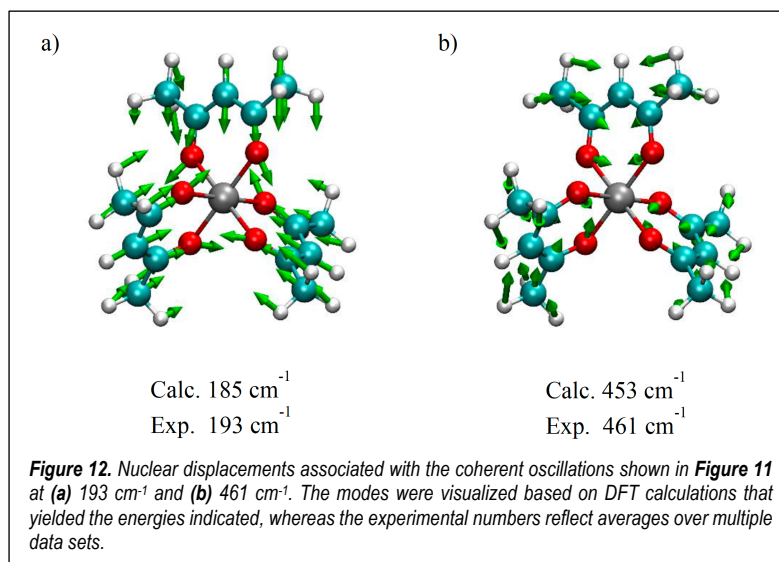 a)
b)
Calc. 185 cm-1
Exp. 193 cm-1
Calc. 453 cm-1
Exp. 461 cm-1
Figure 12. Nuclear displacements associated with the coherent oscillations shown in Figure 11
at (a) 193 cm-1 and (b) 461 cm-1. The modes were visualized based on DFT calculations that
yielded the energies indicated, whereas the experimental numbers reflect averages over multiple
data sets.